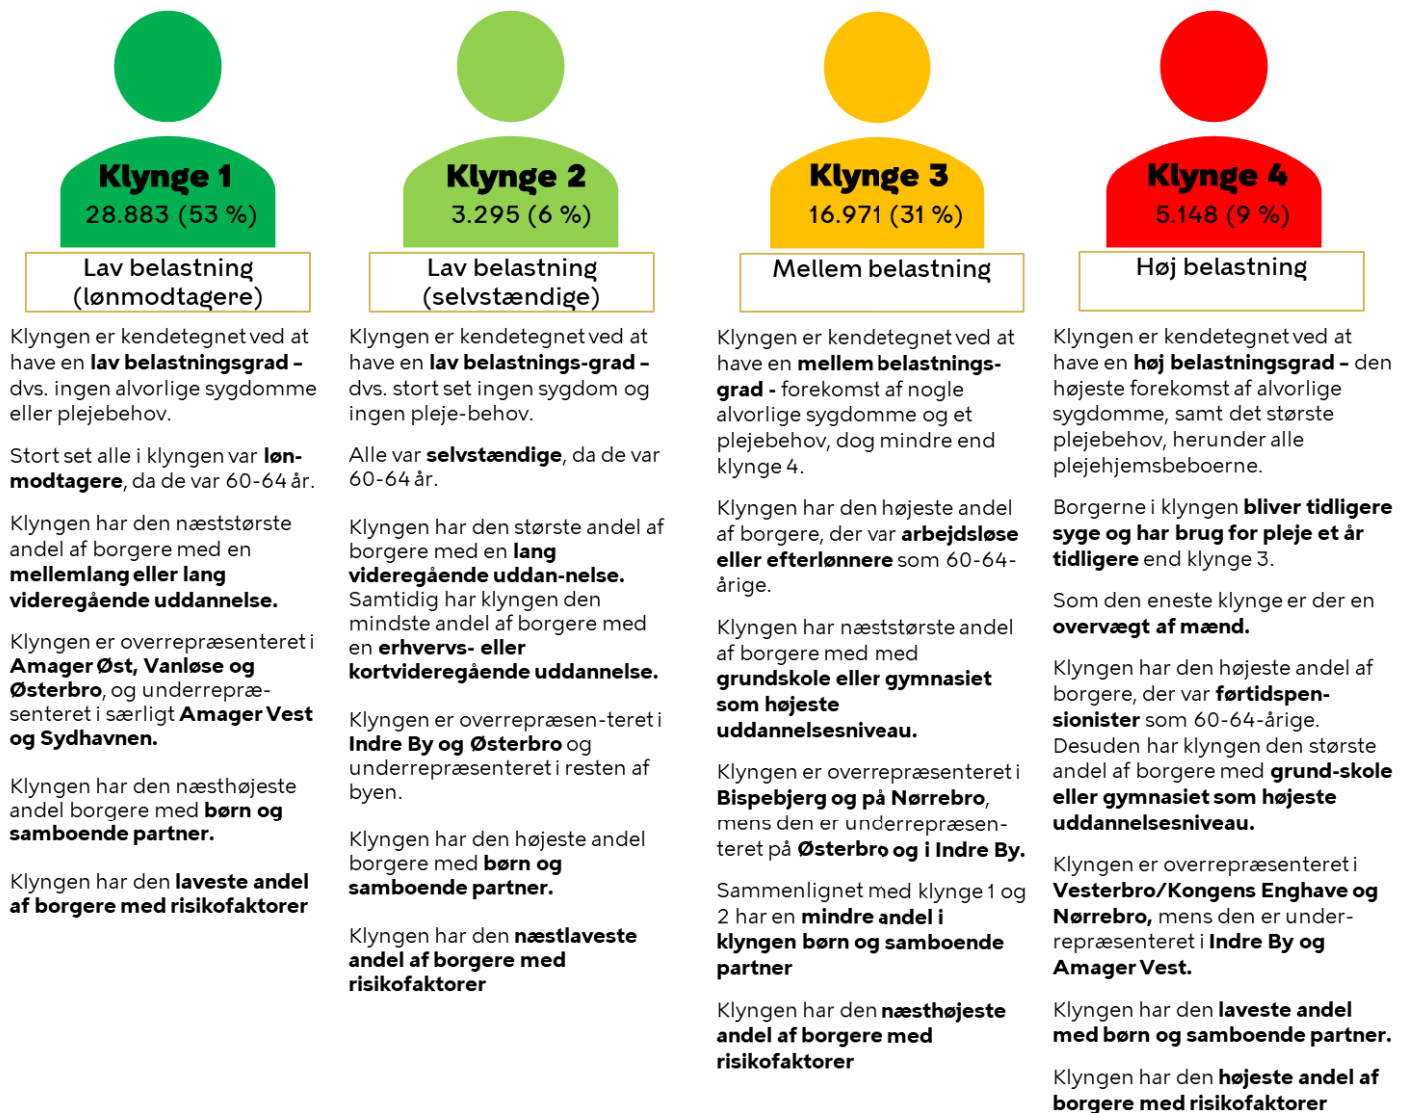 Klynge 1
28.883 (53 %)
Lav belastning
(lønmodtagere)
Klyngen er kendetegnet ved at
have en lav belastningsgrad –
dvs. ingen alvorlige sygdomme
eller plejebehov.
Stort set alle i klyngen var løn-
modtagere, da de var 60-64 år.
Klyngen har den næststørste
andel af borgere med en
mellemlang eller lang
videregående uddannelse.
Klyngen er overrepræsenteret i
Amager Øst, Vanløse og
Østerbro, og underrepræ-
senteret i særligt Amager Vest
og Sydhavnen.
Klyngen har den næsthøjeste
andel borgere med børn og
samboende partner.
Klyngen har den laveste andel
af borgere med risikofaktorer
Klynge 2
3.295 (6 %)
Lav belastning
(selvstændige)
Klyngen er kendetegnet ved at
have en lav belastnings-grad –
dvs. stort set ingen sygdom og
ingen pleje-behov.
Alle var selvstændige, da de var
60-64 år.
Klyngen har den største andel af
borgere med en lang
videregående uddan-nelse.
Samtidig har klyngen den
mindste andel af borgere med
en erhvervs- eller
kortvideregående uddannelse.
Klyngen er overrepræsen-teret i
Indre By og Østerbro og
underrepræsenteret i resten af
byen.
Klyngen har den højeste andel
borgere med børn og
samboende partner.
Klyngen har den næstlaveste
andel af borgere med
risikofaktorer
Klynge 3
16.971 (31 %)
Mellem belastning
Klyngen er kendetegnet ved at
have en mellem belastnings-
grad - forekomst af nogle
alvorlige sygdomme og et
plejebehov, dog mindre end
klynge 4.
Klyngen har den højeste andel
af borgere, der var arbejdsløse
eller efterlønnere som 60-64-
årige.
Klyngen har næststørste andel
af borgere med med
grundskole eller gymnasiet
som højeste
uddannelsesniveau.
Klyngen er overrepræsenteret i
Bispebjerg og på Nørrebro,
mens den er underrepræsen-
teret på Østerbro og i Indre By.
Sammenlignet med klynge 1 og
2 har en mindre andel i
klyngen børn og samboende
partner
Klyngen har den næsthøjeste
andel af borgere med
risikofaktorer
Klynge 4
5.148 (9 %)
Høj belastning
Klyngen er kendetegnet ved at
have en høj belastningsgrad – den
højeste forekomst af alvorlige
sygdomme, samt det største
plejebehov, herunder alle
plejehjemsbeboerne.
Borgerne i klyngen bliver tidligere
syge og har brug for pleje et år
tidligere end klynge 3.
Som den eneste klynge er der en
overvægt af mænd.
Klyngen har den højeste andel af
borgere, der var førtidspen-
sionister som 60-64-årige.
Desuden har klyngen den største
andel af borgere med grund-skole
eller gymnasiet som højeste
uddannelsesniveau.
Klyngen er overrepræsenteret i
Vesterbro/Kongens Enghave og
Nørrebro, mens den er under-
repræsenteret i Indre By og
Amager Vest.
Klyngen har den laveste andel
med børn og samboende partner.
Klyngen har den højeste andel af
borgere med risikofaktorer